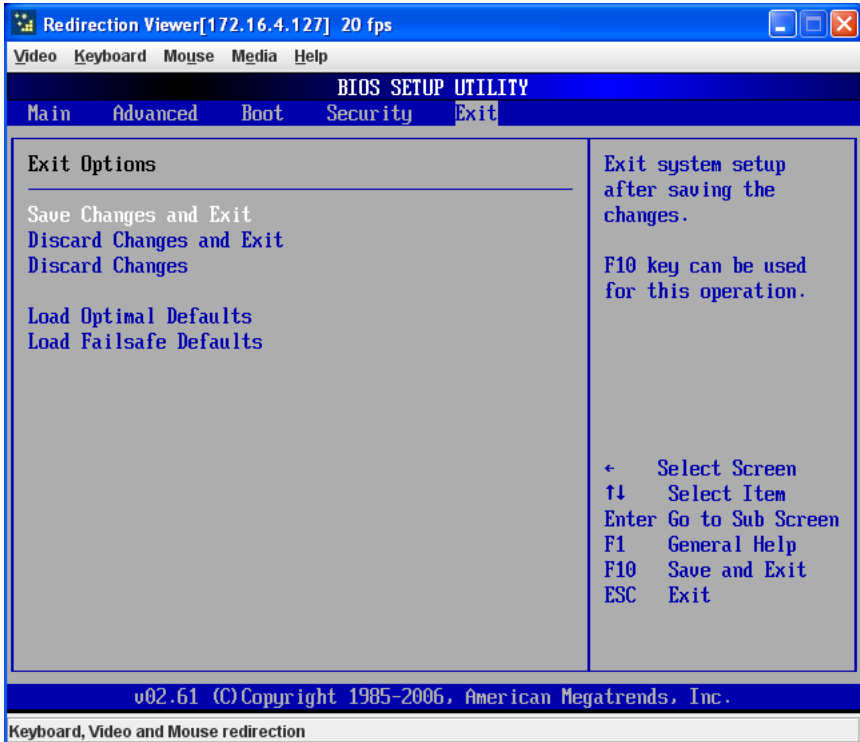 Redirection Viewer[172.16.4.127] 20 fps
Video Keyboard Mouse Media Help
BIOS SETUP UTILITY
Main Advanced Boot Security Exit
Exit Options
Save Changes and Exit
Discard Changes and Exit
Discard Changes
Load Optimal Defaults
Load Failsafe Defaults
Exit system setup
after saving the
changes.
F10 key can be used
for this operation.
← Select Screen
↑↓ Select Item
Enter Go to Sub Screen
F1 General Help
F10 Save and Exit
ESC Exit
v02.61 (C)Copyright 1985-2006, American Megatrends, Inc.
Keyboard, Video and Mouse redirection